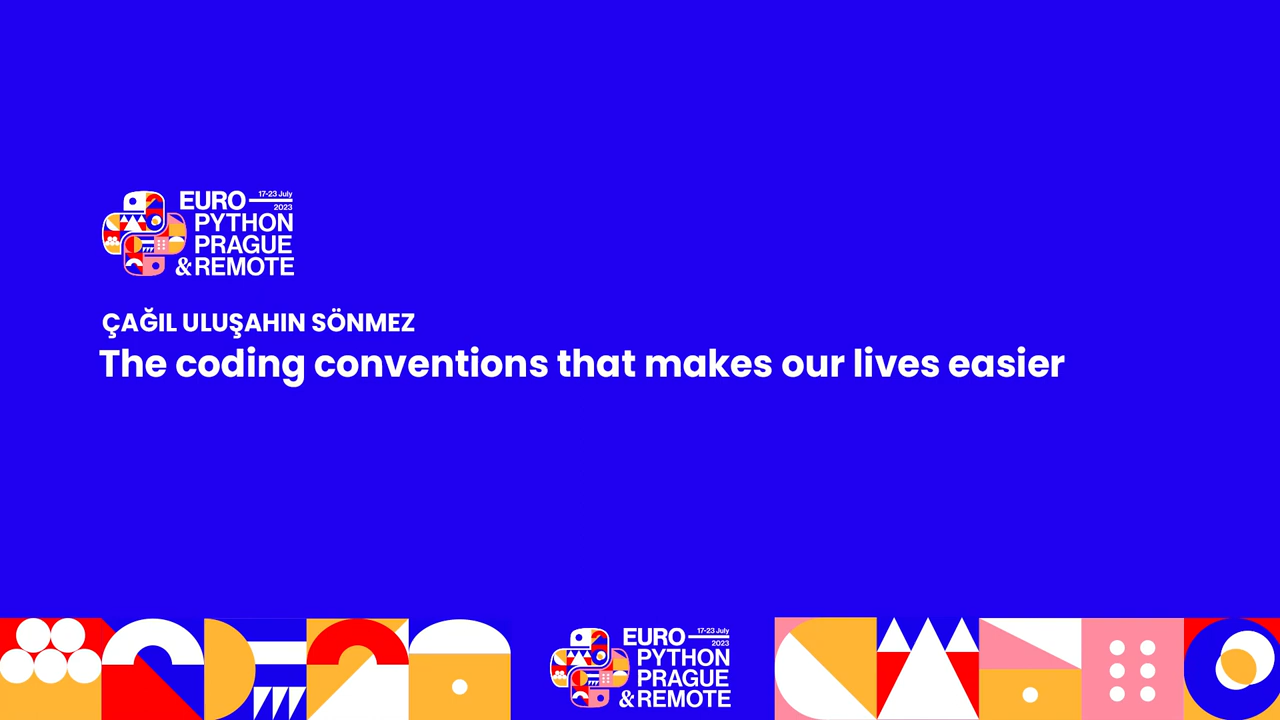 EURO 17-23 July
2023
PYTHON
PRAGUE
& REMOTE
ÇAĞIL ULUŞAHIN SÖNMEZ
The coding conventions that makes our lives easier
EURO 17-23 July
2023
PYTHON
PRAGUE
& REMOTE